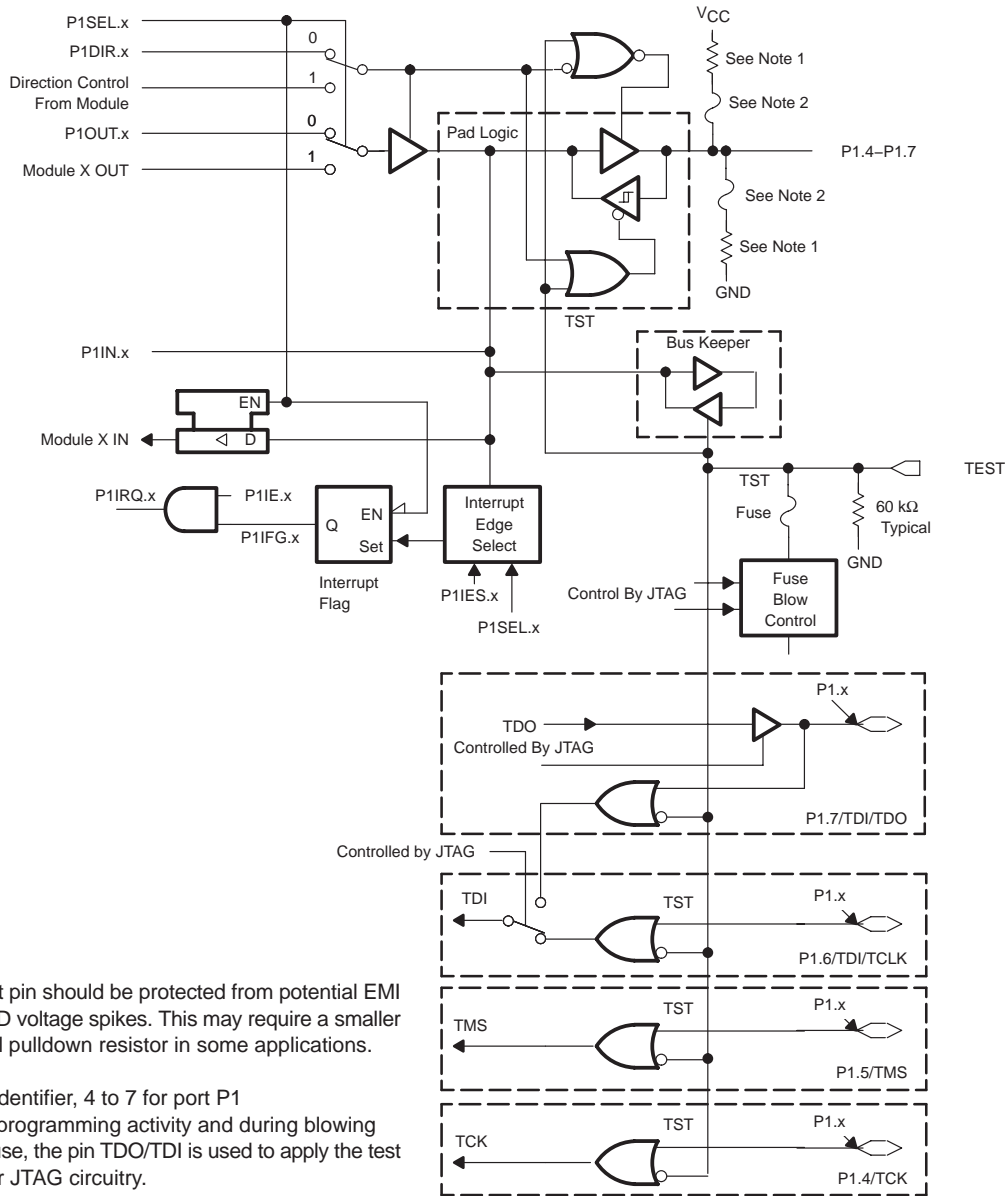 P1SEL.x
P1DIR.x
Direction Control
From Module
P1OUT.x
Module X OUT
0
1
0
1
Pad Logic
TST
VCC
See Note 1
See Note 2
P1.4–P1.7
See Note 2
See Note 1
GND
P1IN.x
Bus Keeper
EN
Module X IN
D
P1IRQ.x
P1IE.x
P1IFG.x
Q
EN
Set
Interrupt
Flag
Interrupt
Edge
Select
P1IES.x
P1SEL.x
TEST
TST
Fuse
60 kΩ
Typical
GND
Control By JTAG
Fuse
Blow
Control
P1.x
TDO
Controlled By JTAG
P1.7/TDI/TDO
Controlled by JTAG
TDI
TST
P1.x
P1.6/TDI/TCLK
TMS
TST
P1.x
P1.5/TMS
TCK
TST
P1.x
P1.4/TCK
pin should be protected from potential EMI
voltage spikes. This may require a smaller
pulldown resistor in some applications.
dentifier, 4 to 7 for port P1
programming activity and during blowing
use, the pin TDO/TDI is used to apply the test
r JTAG circuitry.